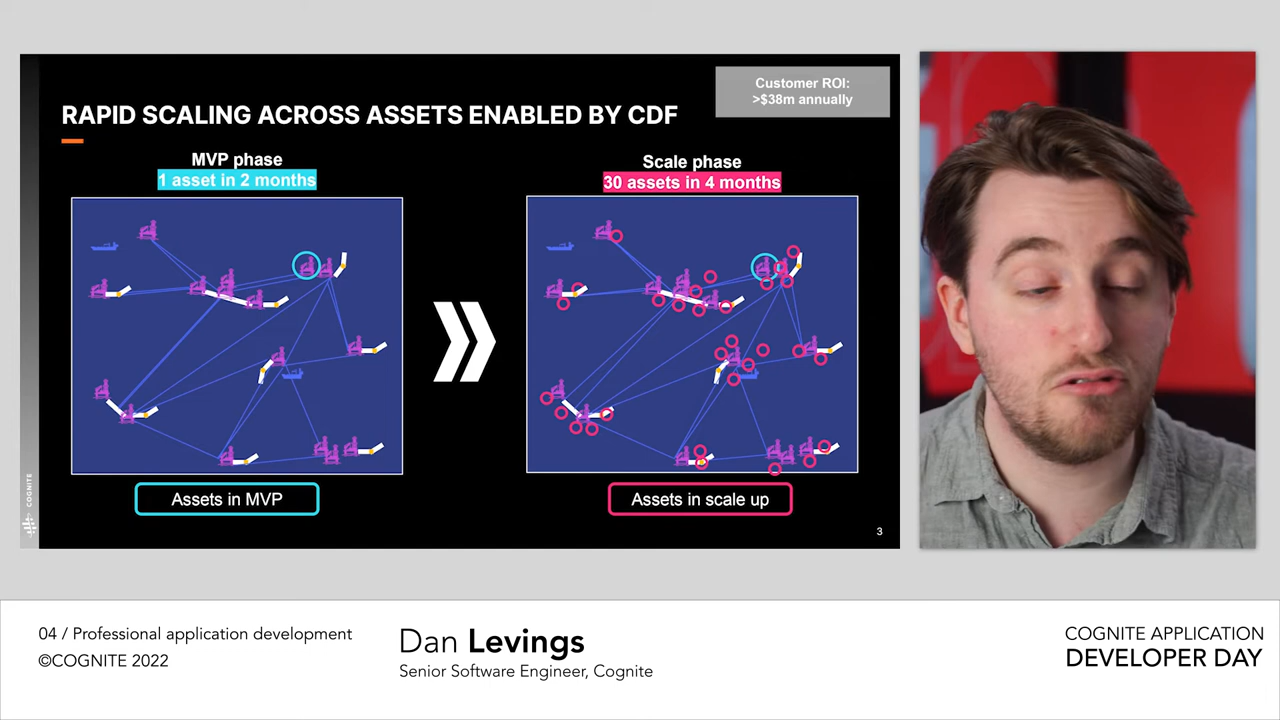 Customer ROI:
>$38m annually
RAPID SCALING ACROSS ASSETS ENABLED BY CDF
MVP phase
1 asset in 2 months
Scale phase
30 assets in 4 months
Assets in MVP
Assets in scale up
COGNITE
3
04 / Professional application development
©COGNITE 2022
Dan Levings
Senior Software Engineer, Cognite
COGNITE APPLICATION
DEVELOPER DAY